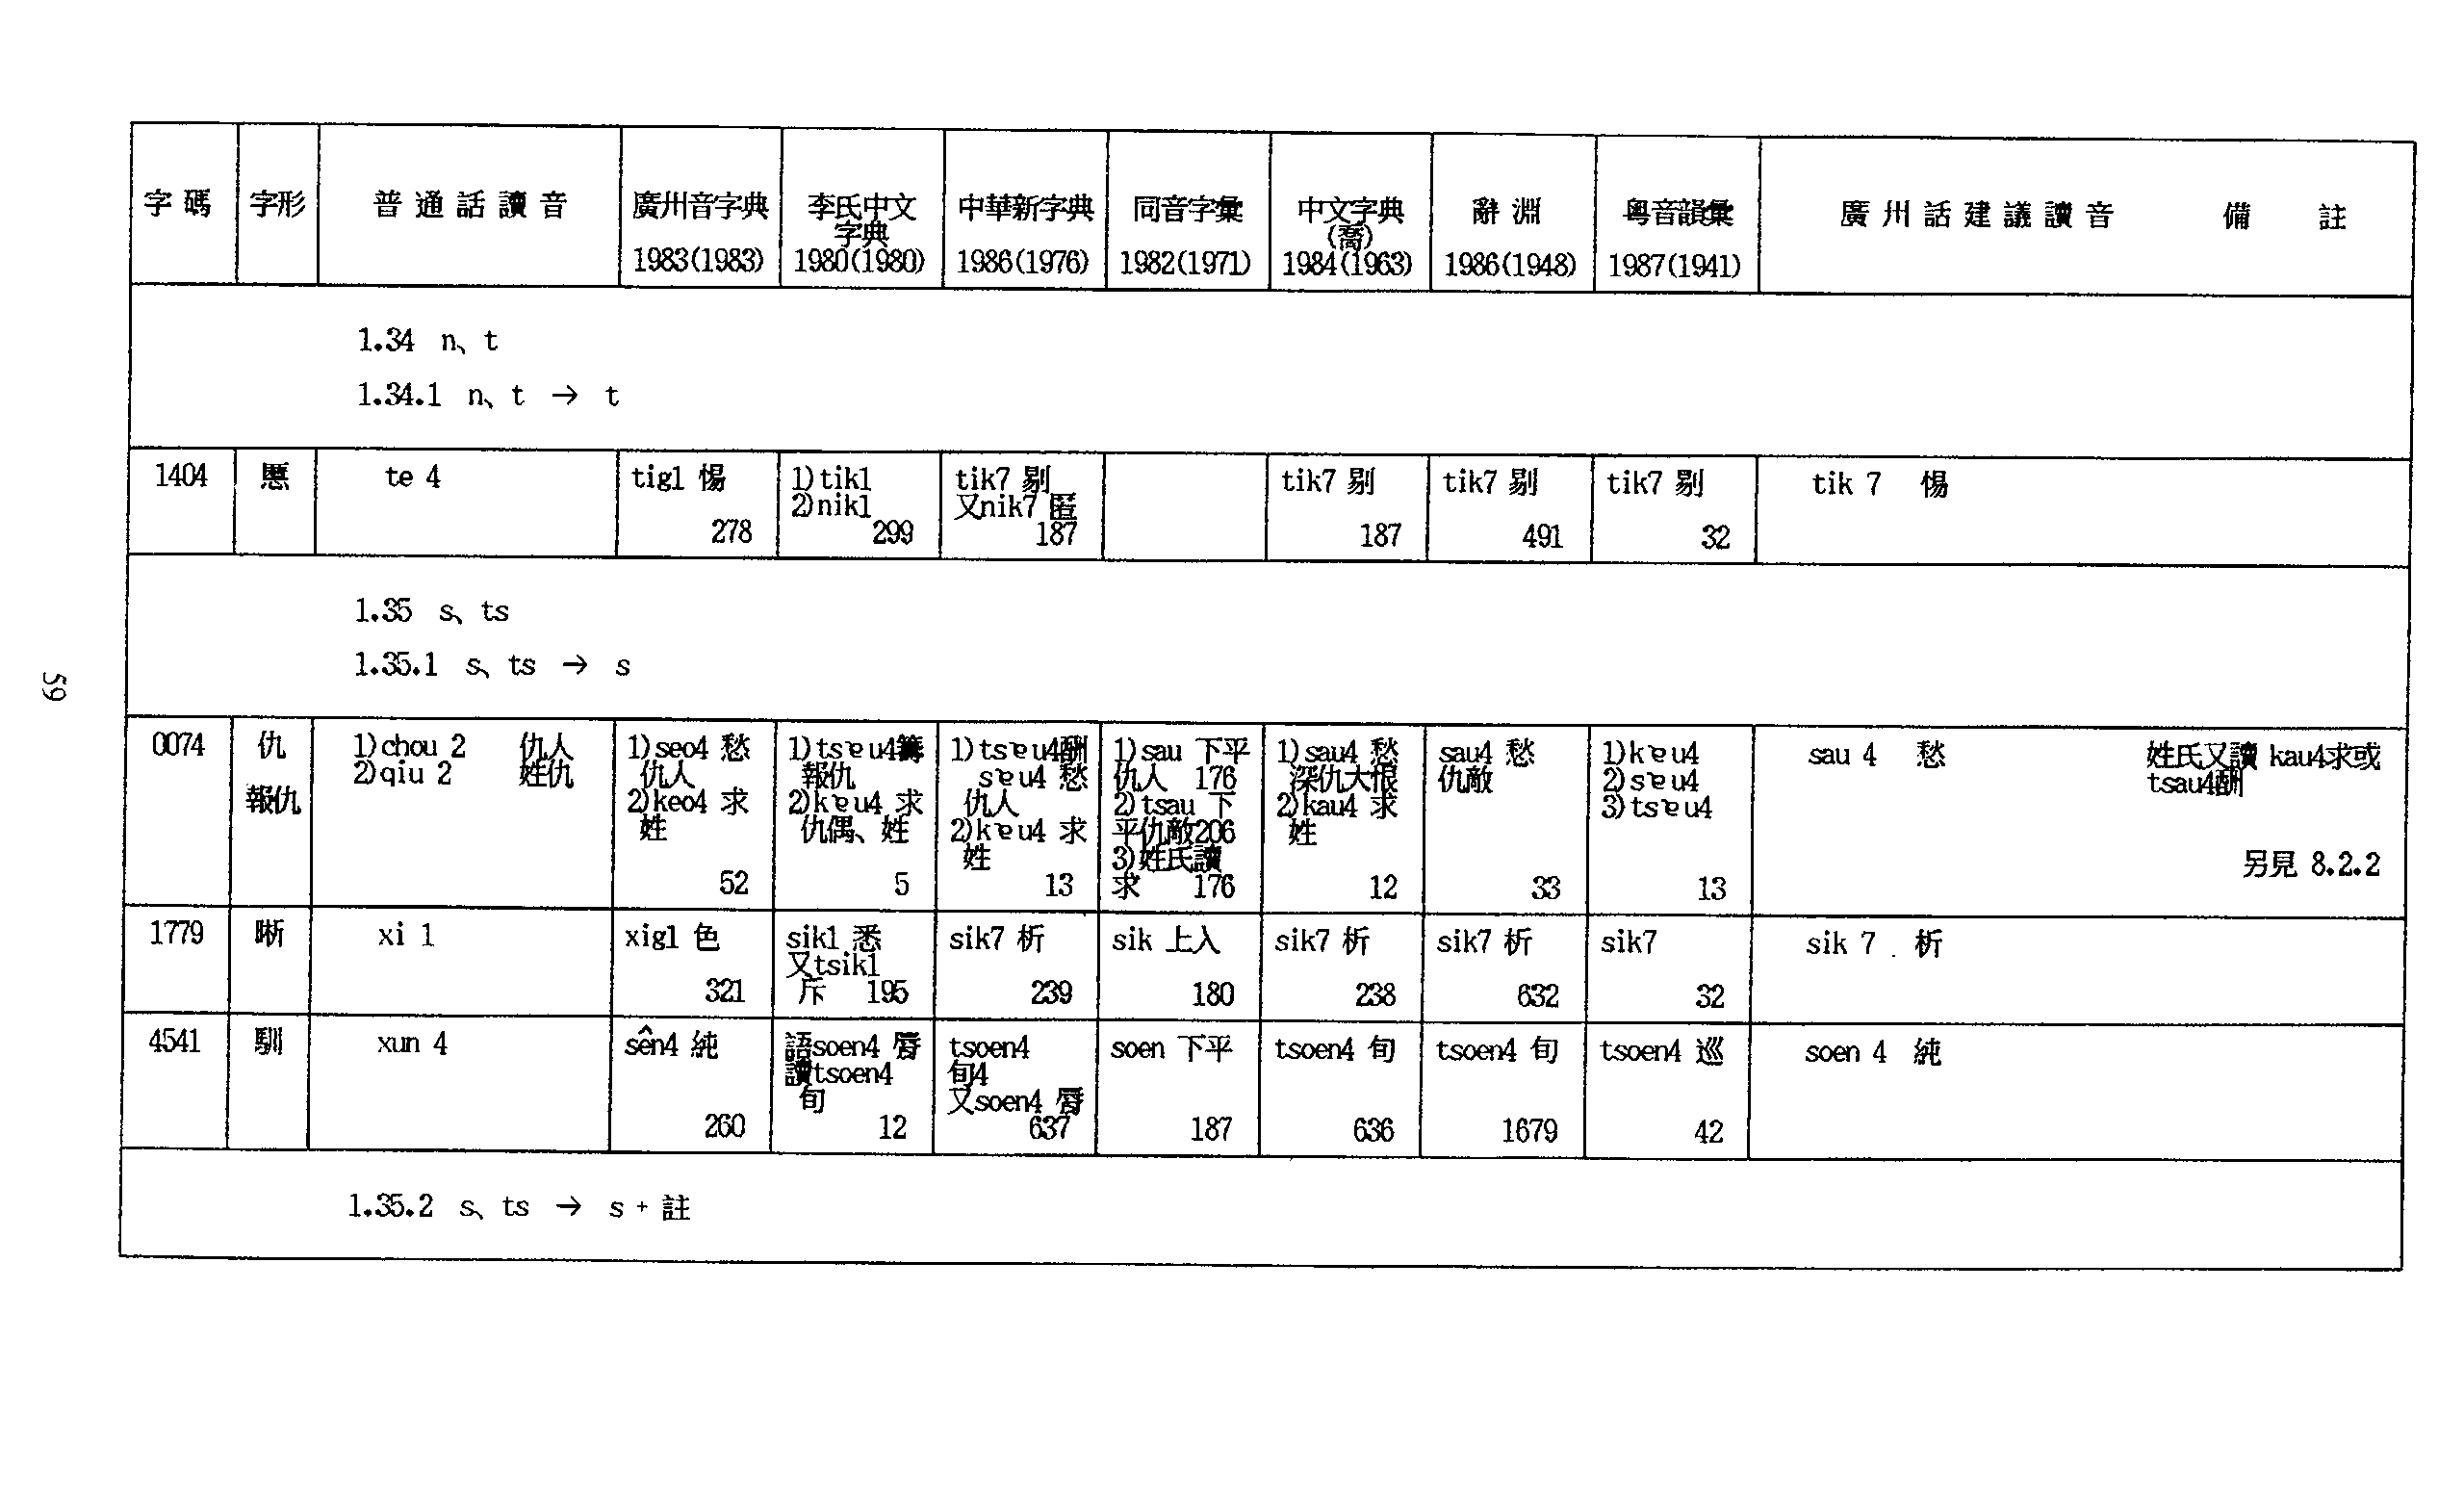 字碼 字形 普通話讀音 廣州音字典 1983(1983) 李氏中文字典 1980(1980) 中華新字典 1986(1976) 同音字彙 1982(1971) 中文字典(喬) 1984(1963) 辭淵 1986(1948) 粵音韻彙 1987(1941) 廣州話建議讀音 備註
1.34 n、t
1.34.1 n、t → t
1404 慝 te 4 tig1 惕 278 1)tik1 2)nik1 299 tik7 剔 又nik7 匿 187 tik7 剔 187 tik7 剔 491 tik7 剔 32 tik 7 惕
1.35 s、ts
1.35.1 s、ts → s
0074 仇 報仇 1)chou 2 仇人 2)qiu 2 姓仇 1)seo4 愁 仇人 2)keo4 求 姓 52 1)tsɐu4籌 報仇 2)kɐu4 求 仇偶、姓 5 1)tsɐu4酬 sɐu4 愁 仇人 2)kɐu4 求 姓 13 1)sau 下平 仇人 176 2)tsau 下平仇敵206 3)姓氏讀求 176 1)sau4 愁 深仇大恨 2)kau4 求 姓 12 sau4 愁 仇敵 33 1)kɐu4 2)sɐu4 3)tsɐu4 13 sau 4 愁 姓氏又讀 kau4求或tsau4酬 另見 8.2.2
1779 晰 xi 1 xig1 色 321 sik1 悉 又tsik1 斥 195 sik7 析 239 sik 上入 180 sik7 析 238 sik7 析 632 sik7 32 sik 7 析
4541 馴 xun 4 sên4 純 260 語soen4 唇 讀tsoen4 旬 12 tsoen4 旬4 又soen4 唇 637 soen 下平 187 tsoen4 旬 636 tsoen4 旬 1679 tsoen4 巡 42 soen 4 純
1.35.2 s、ts → s + 註
59